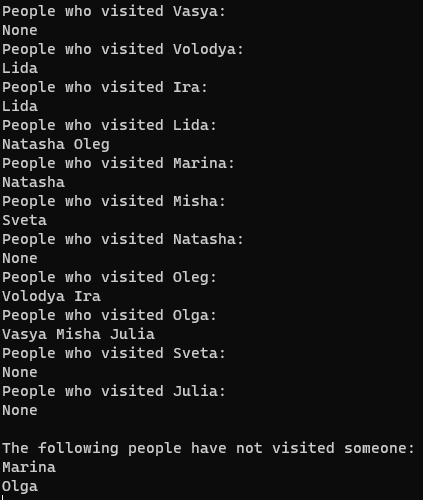 People who visited Vasya:
None
People who visited Volodya:
Lida
People who visited Ira:
Lida
People who visited Lida:
Natasha Oleg
People who visited Marina:
Natasha
People who visited Misha:
Sveta
People who visited Natasha:
None
People who visited Oleg:
Volodya Ira
People who visited Olga:
Vasya Misha Julia
People who visited Sveta:
None
People who visited Julia:
None

The following people have not visited someone:
Marina
Olga